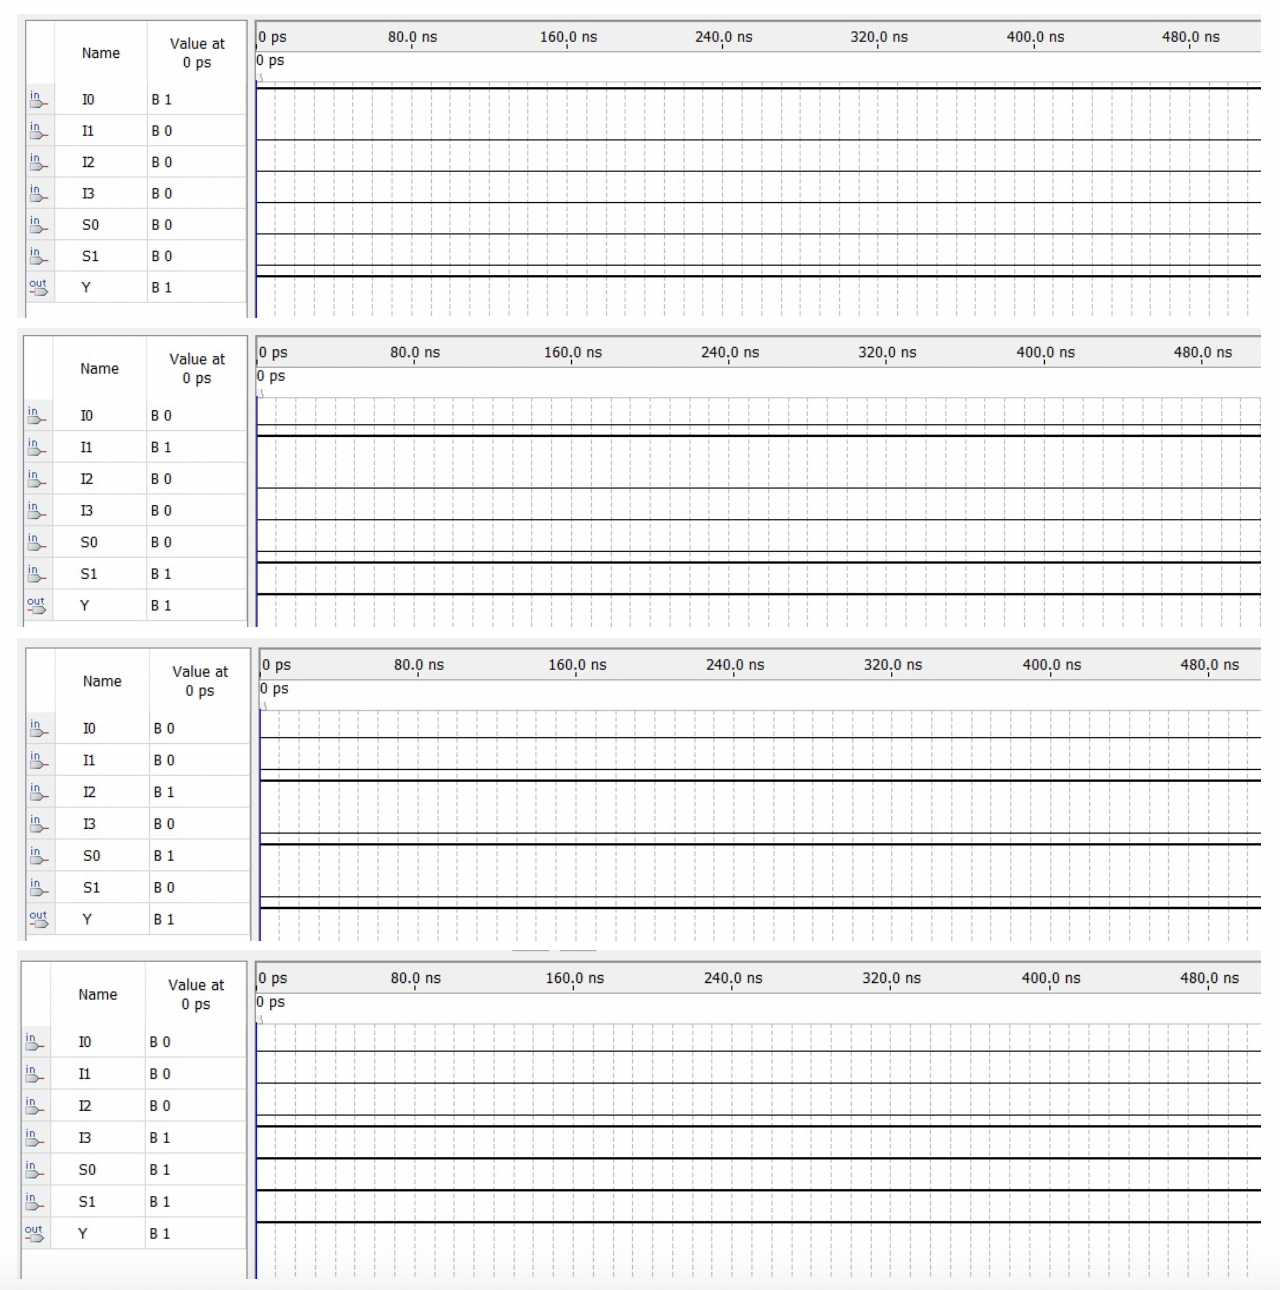 0 ps 80.0 ns 160.0 ns 240.0 ns 320.0 ns 400.0 ns 480.0 ns
Name Value at 0 ps
0 ps
in I0 B 1
in I1 B 0
in I2 B 0
in I3 B 0
in S0 B 0
in S1 B 0
out Y B 1
0 ps 80.0 ns 160.0 ns 240.0 ns 320.0 ns 400.0 ns 480.0 ns
Name Value at 0 ps
0 ps
in I0 B 0
in I1 B 1
in I2 B 0
in I3 B 0
in S0 B 0
in S1 B 1
out Y B 1
0 ps 80.0 ns 160.0 ns 240.0 ns 320.0 ns 400.0 ns 480.0 ns
Name Value at 0 ps
0 ps
in I0 B 0
in I1 B 0
in I2 B 1
in I3 B 0
in S0 B 1
in S1 B 0
out Y B 1
0 ps 80.0 ns 160.0 ns 240.0 ns 320.0 ns 400.0 ns 480.0 ns
Name Value at 0 ps
0 ps
in I0 B 0
in I1 B 0
in I2 B 0
in I3 B 1
in S0 B 1
in S1 B 1
out Y B 1